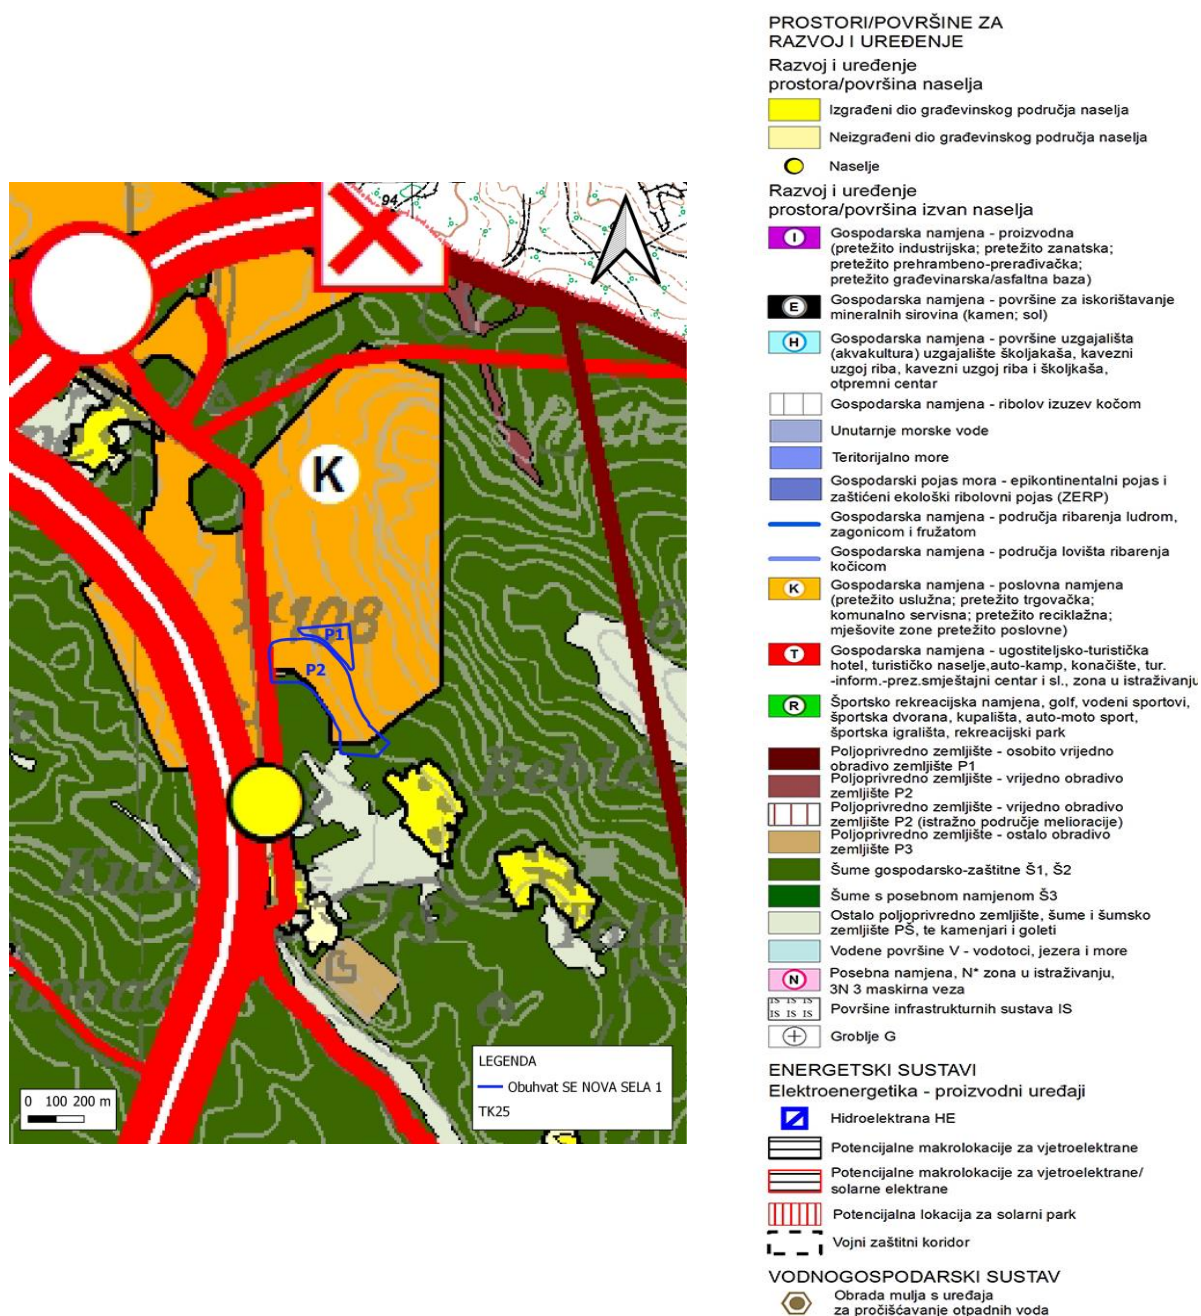 94
K
108
P1
P2
Bebić
LEGENDA
Obuhvat SE NOVA SELA 1
TK25
0 100 200 m
PROSTORI/POVRŠINE ZA
RAZVOJ I UREĐENJE
Razvoj i uređenje
prostora/površina naselja
Izgrađeni dio građevinskog područja naselja
Neizgrađeni dio građevinskog područja naselja
Naselje
Razvoj i uređenje
prostora/površina izvan naselja
I Gospodarska namjena - proizvodna
(pretežito industrijska; pretežito zanatska;
pretežito prehrambeno-prerađivačka;
pretežito građevinarska/asfaltna baza)
E Gospodarska namjena - površine za iskorištavanje
mineralnih sirovina (kamen; sol)
H Gospodarska namjena - površine uzgajališta
(akvakultura) uzgajalište školjakaša, kavezni
uzgoj riba, kavezni uzgoj riba i školjkaša,
otpremni centar
Gospodarska namjena - ribolov izuzev kočom
Unutarnje morske vode
Teritorijalno more
Gospodarski pojas mora - epikontinentalni pojas i
zaštićeni ekološki ribolovni pojas (ZERP)
Gospodarska namjena - područja ribarenja ludrom,
zagonicom i fružatom
Gospodarska namjena - područja lovišta ribarenja
kočicom
K Gospodarska namjena - poslovna namjena
(pretežito uslužna; pretežito trgovačka;
komunalno servisna; pretežito reciklažna;
mješovite zone pretežito poslovne)
T Gospodarska namjena - ugostiteljsko-turistička
hotel, turističko naselje,auto-kamp, konačište, tur.
-inform.-prez.smještajni centar i sl., zona u istraživanju
R Športsko rekreacijska namjena, golf, vodeni sportovi,
športska dvorana, kupališta, auto-moto sport,
športska igrališta, rekreacijski park
Poljoprivredno zemljište - osobito vrijedno
obradivo zemljište P1
Poljoprivredno zemljište - vrijedno obradivo
zemljište P2
Poljoprivredno zemljište - vrijedno obradivo
zemljište P2 (istražno područje melioracije)
Poljoprivredno zemljište - ostalo obradivo
zemljište P3
Šume gospodarsko-zaštitne Š1, Š2
Šume s posebnom namjenom Š3
Ostalo poljoprivredno zemljište, šume i šumsko
zemljište PŠ, te kamenjari i goleti
Vodene površine V - vodotoci, jezera i more
N Posebna namjena, N* zona u istraživanju,
3N 3 maskirna veza
IS IS IS Površine infrastrukturnih sustava IS
IS IS IS
Groblje G
ENERGETSKI SUSTAVI
Elektroenergetika - proizvodni uređaji
Hidroelektrana HE
Potencijalne makrolokacije za vjetroelektrane
Potencijalne makrolokacije za vjetroelektrane/
solarne elektrane
Potencijalna lokacija za solarni park
Vojni zaštitni koridor
VODNOGOSPODARSKI SUSTAV
Obrada mulja s uređaja
za pročišćavanje otpadnih voda